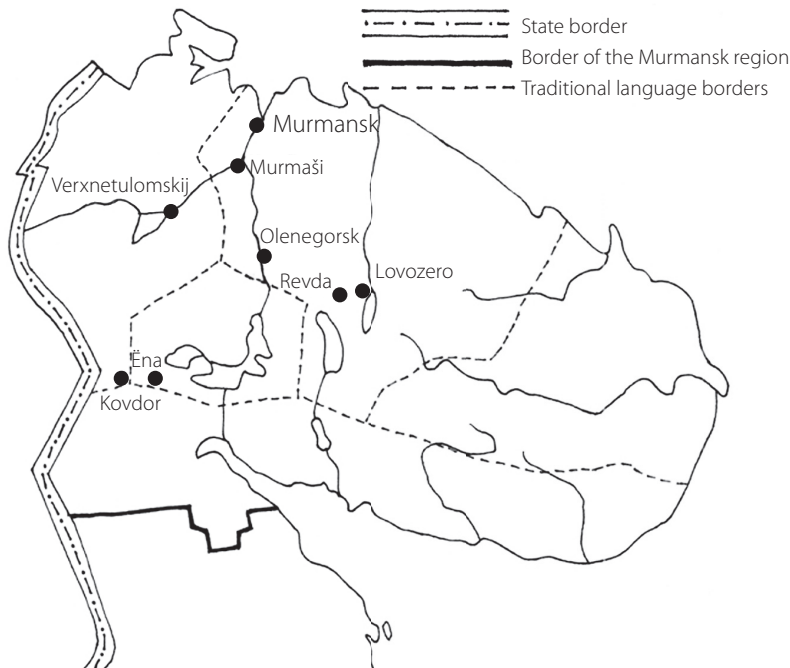 State border
Border of the Murmansk region
Traditional language borders
Murmansk
Murmaši
Verxnetulomskij
Olenegorsk
Revda
Lovozero
Ëna
Kovdor